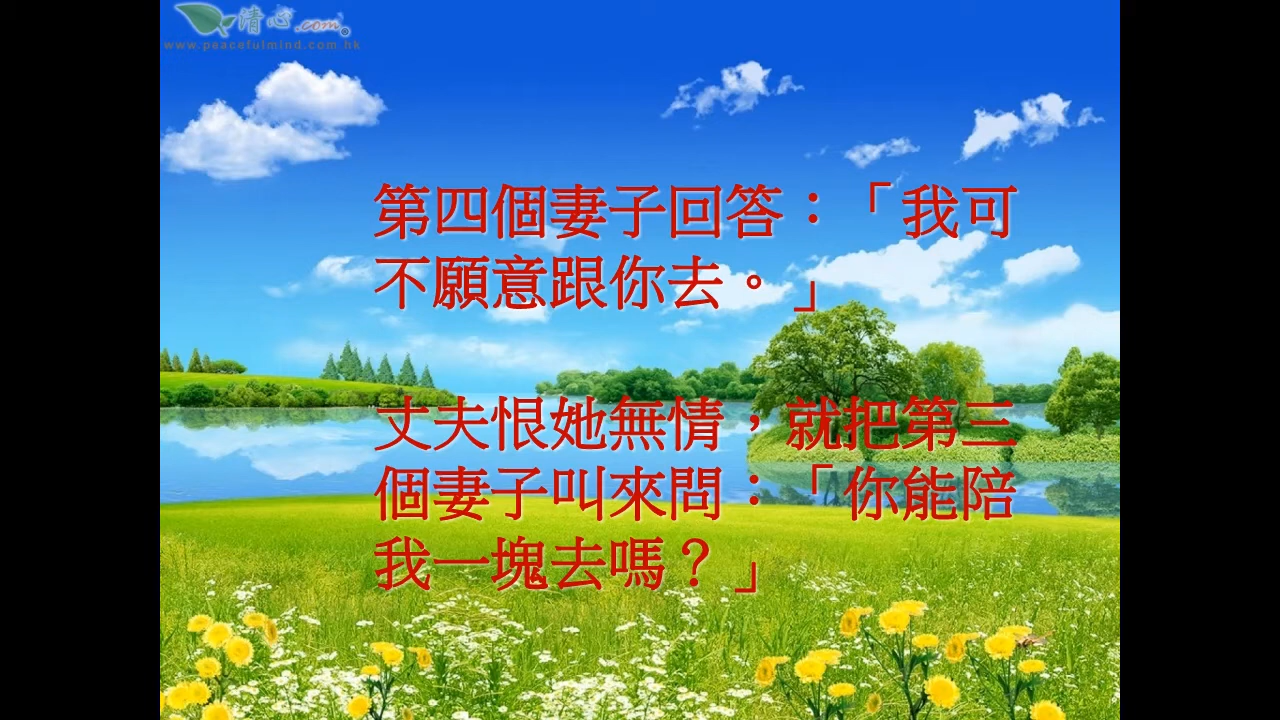 清心.com
www.peacefulmind.com.hk
第四個妻子回答：「我可
不願意跟你去。」
丈夫恨她無情，就把第三
個妻子叫來問：「你能陪
我一塊去嗎？」